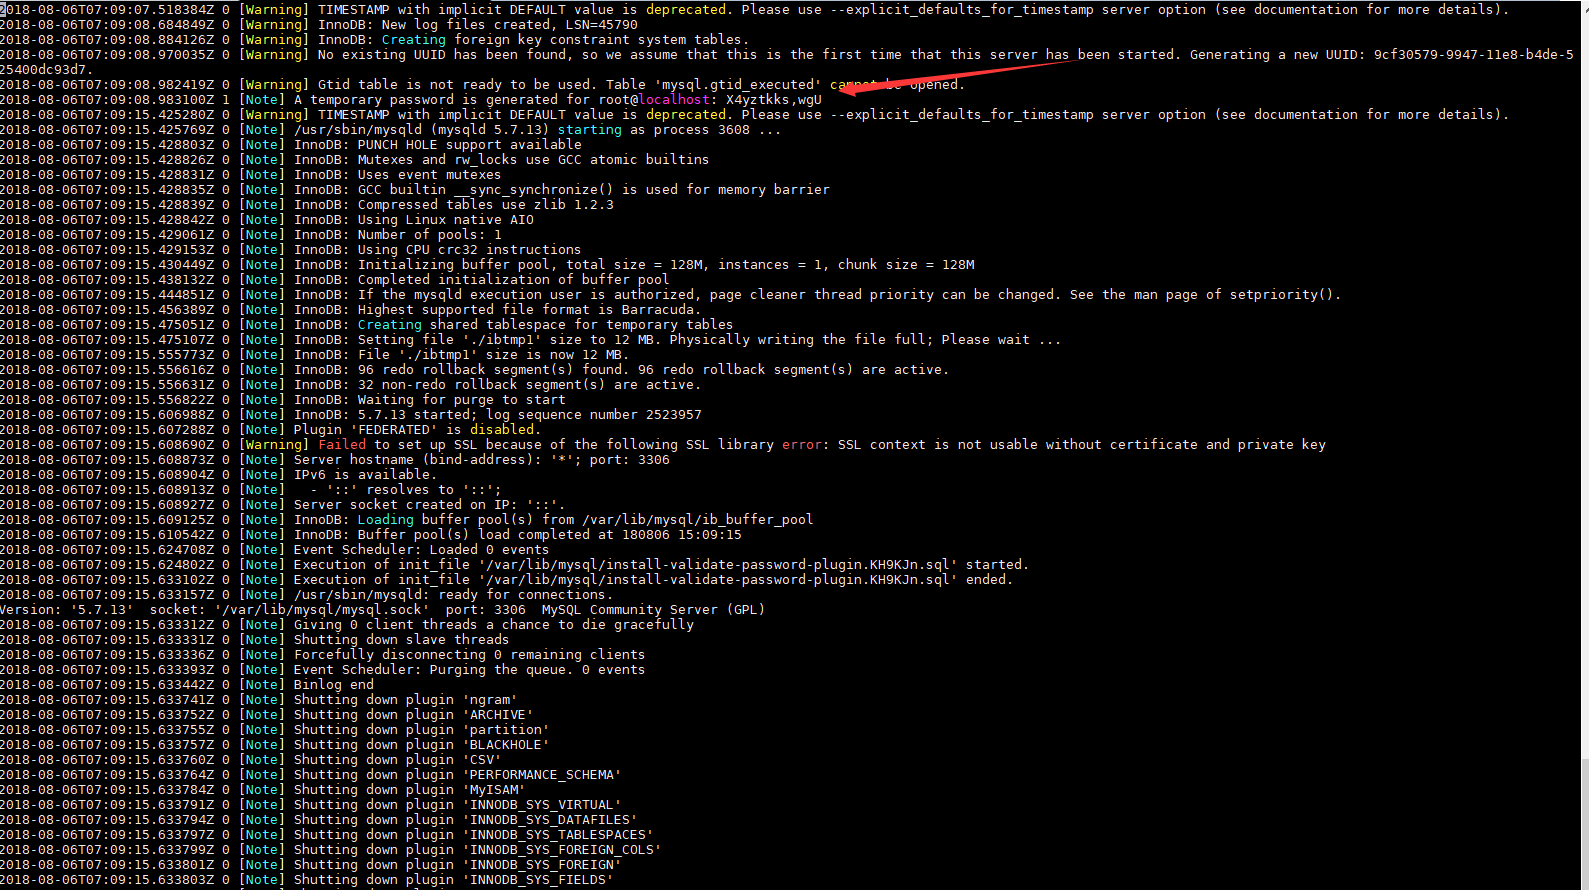 2018-08-06T07:09:07.518384Z 0 [Warning] TIMESTAMP with implicit DEFAULT value is deprecated. Please use --explicit_defaults_for_timestamp server option (see documentation for more details).
2018-08-06T07:09:08.684849Z 0 [Warning] InnoDB: New log files created, LSN=45790
2018-08-06T07:09:08.884126Z 0 [Warning] InnoDB: Creating foreign key constraint system tables.
2018-08-06T07:09:08.970035Z 0 [Warning] No existing UUID has been found, so we assume that this is the first time that this server has been started. Generating a new UUID: 9cf30579-9947-11e8-b4de-5
25400dc93d7.
2018-08-06T07:09:08.982419Z 0 [Warning] Gtid table is not ready to be used. Table 'mysql.gtid_executed' cannot be opened.
2018-08-06T07:09:08.983100Z 1 [Note] A temporary password is generated for root@localhost: X4yztkks,wgU
2018-08-06T07:09:15.425280Z 0 [Warning] TIMESTAMP with implicit DEFAULT value is deprecated. Please use --explicit_defaults_for_timestamp server option (see documentation for more details).
2018-08-06T07:09:15.425769Z 0 [Note] /usr/sbin/mysqld (mysqld 5.7.13) starting as process 3608 ...
2018-08-06T07:09:15.428803Z 0 [Note] InnoDB: PUNCH HOLE support available
2018-08-06T07:09:15.428826Z 0 [Note] InnoDB: Mutexes and rw_locks use GCC atomic builtins
2018-08-06T07:09:15.428831Z 0 [Note] InnoDB: Uses event mutexes
2018-08-06T07:09:15.428835Z 0 [Note] InnoDB: GCC builtin __sync_synchronize() is used for memory barrier
2018-08-06T07:09:15.428839Z 0 [Note] InnoDB: Compressed tables use zlib 1.2.3
2018-08-06T07:09:15.428842Z 0 [Note] InnoDB: Using Linux native AIO
2018-08-06T07:09:15.429061Z 0 [Note] InnoDB: Number of pools: 1
2018-08-06T07:09:15.429153Z 0 [Note] InnoDB: Using CPU crc32 instructions
2018-08-06T07:09:15.430449Z 0 [Note] InnoDB: Initializing buffer pool, total size = 128M, instances = 1, chunk size = 128M
2018-08-06T07:09:15.438132Z 0 [Note] InnoDB: Completed initialization of buffer pool
2018-08-06T07:09:15.444851Z 0 [Note] InnoDB: If the mysqld execution user is authorized, page cleaner thread priority can be changed. See the man page of setpriority().
2018-08-06T07:09:15.456389Z 0 [Note] InnoDB: Highest supported file format is Barracuda.
2018-08-06T07:09:15.475051Z 0 [Note] InnoDB: Creating shared tablespace for temporary tables
2018-08-06T07:09:15.475107Z 0 [Note] InnoDB: Setting file './ibtmp1' size to 12 MB. Physically writing the file full; Please wait ...
2018-08-06T07:09:15.555773Z 0 [Note] InnoDB: File './ibtmp1' size is now 12 MB.
2018-08-06T07:09:15.556616Z 0 [Note] InnoDB: 96 redo rollback segment(s) found. 96 redo rollback segment(s) are active.
2018-08-06T07:09:15.556631Z 0 [Note] InnoDB: 32 non-redo rollback segment(s) are active.
2018-08-06T07:09:15.556822Z 0 [Note] InnoDB: Waiting for purge to start
2018-08-06T07:09:15.606988Z 0 [Note] InnoDB: 5.7.13 started; log sequence number 2523957
2018-08-06T07:09:15.607288Z 0 [Note] Plugin 'FEDERATED' is disabled.
2018-08-06T07:09:15.608690Z 0 [Warning] Failed to set up SSL because of the following SSL library error: SSL context is not usable without certificate and private key
2018-08-06T07:09:15.608873Z 0 [Note] Server hostname (bind-address): '*'; port: 3306
2018-08-06T07:09:15.608904Z 0 [Note] IPv6 is available.
2018-08-06T07:09:15.608913Z 0 [Note]   - '::' resolves to '::';
2018-08-06T07:09:15.608927Z 0 [Note] Server socket created on IP: '::'.
2018-08-06T07:09:15.609125Z 0 [Note] InnoDB: Loading buffer pool(s) from /var/lib/mysql/ib_buffer_pool
2018-08-06T07:09:15.610542Z 0 [Note] InnoDB: Buffer pool(s) load completed at 180806 15:09:15
2018-08-06T07:09:15.624708Z 0 [Note] Event Scheduler: Loaded 0 events
2018-08-06T07:09:15.624802Z 0 [Note] Execution of init_file '/var/lib/mysql/install-validate-password-plugin.KH9KJn.sql' started.
2018-08-06T07:09:15.633102Z 0 [Note] Execution of init_file '/var/lib/mysql/install-validate-password-plugin.KH9KJn.sql' ended.
2018-08-06T07:09:15.633157Z 0 [Note] /usr/sbin/mysqld: ready for connections.
Version: '5.7.13'  socket: '/var/lib/mysql/mysql.sock'  port: 3306  MySQL Community Server (GPL)
2018-08-06T07:09:15.633312Z 0 [Note] Giving 0 client threads a chance to die gracefully
2018-08-06T07:09:15.633331Z 0 [Note] Shutting down slave threads
2018-08-06T07:09:15.633336Z 0 [Note] Forcefully disconnecting 0 remaining clients
2018-08-06T07:09:15.633393Z 0 [Note] Event Scheduler: Purging the queue. 0 events
2018-08-06T07:09:15.633442Z 0 [Note] Binlog end
2018-08-06T07:09:15.633741Z 0 [Note] Shutting down plugin 'ngram'
2018-08-06T07:09:15.633752Z 0 [Note] Shutting down plugin 'ARCHIVE'
2018-08-06T07:09:15.633755Z 0 [Note] Shutting down plugin 'partition'
2018-08-06T07:09:15.633757Z 0 [Note] Shutting down plugin 'BLACKHOLE'
2018-08-06T07:09:15.633760Z 0 [Note] Shutting down plugin 'CSV'
2018-08-06T07:09:15.633764Z 0 [Note] Shutting down plugin 'PERFORMANCE_SCHEMA'
2018-08-06T07:09:15.633784Z 0 [Note] Shutting down plugin 'MyISAM'
2018-08-06T07:09:15.633791Z 0 [Note] Shutting down plugin 'INNODB_SYS_VIRTUAL'
2018-08-06T07:09:15.633794Z 0 [Note] Shutting down plugin 'INNODB_SYS_DATAFILES'
2018-08-06T07:09:15.633797Z 0 [Note] Shutting down plugin 'INNODB_SYS_TABLESPACES'
2018-08-06T07:09:15.633799Z 0 [Note] Shutting down plugin 'INNODB_SYS_FOREIGN_COLS'
2018-08-06T07:09:15.633801Z 0 [Note] Shutting down plugin 'INNODB_SYS_FOREIGN'
2018-08-06T07:09:15.633803Z 0 [Note] Shutting down plugin 'INNODB_SYS_FIELDS'